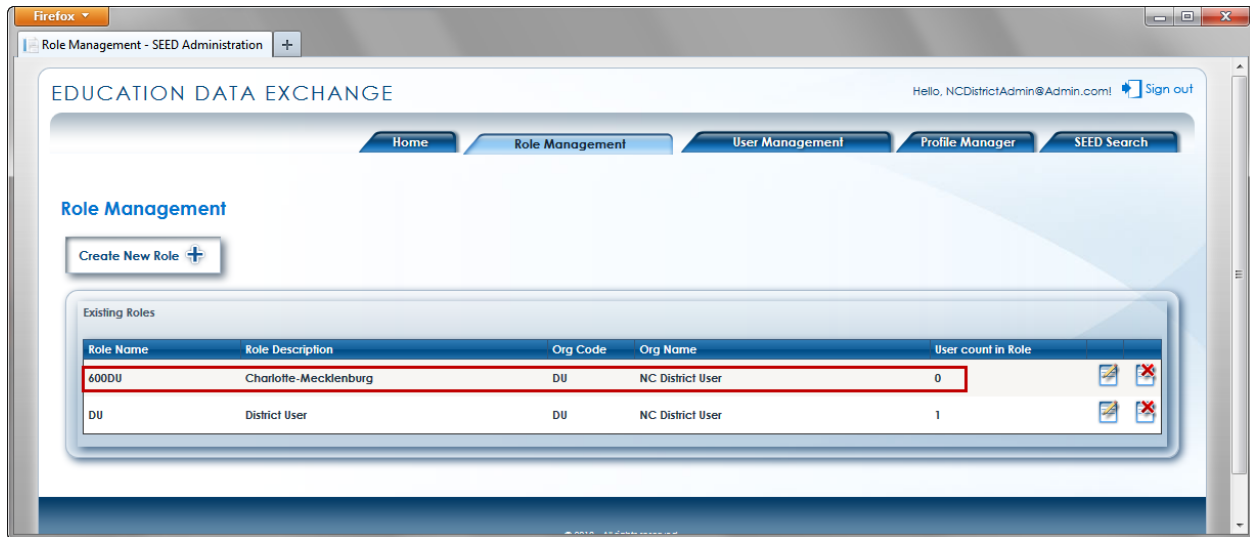 Firefox
Role Management - SEED Administration
EDUCATION DATA EXCHANGE
Hello, NCDistrictAdmin@Admin.com! Sign out
Home Role Management User Management Profile Manager SEED Search
Role Management
Create New Role
Existing Roles
Role Name Role Description Org Code Org Name User count in Role
600DU Charlotte-Mecklenburg DU NC District User 0
DU District User DU NC District User 1